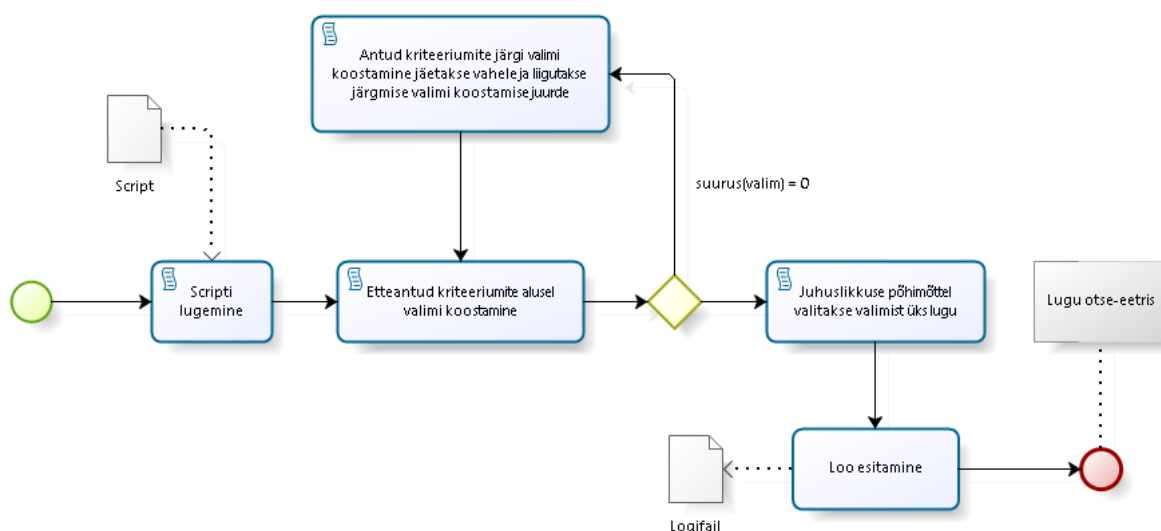 Antud kriteeriumite järgi valimi
koostamine jäetakse vahele ja liigutakse
järgmise valimi koostamise juurde
Script
suurus(valim) = 0
Scripti
lugemine
Etteantud kriteeriumite alusel
valimi koostamine
Juhuslikkuse põhimõttel
valitakse valimist üks lugu
Lugu otse-eetris
Loo esitamine
Logifail